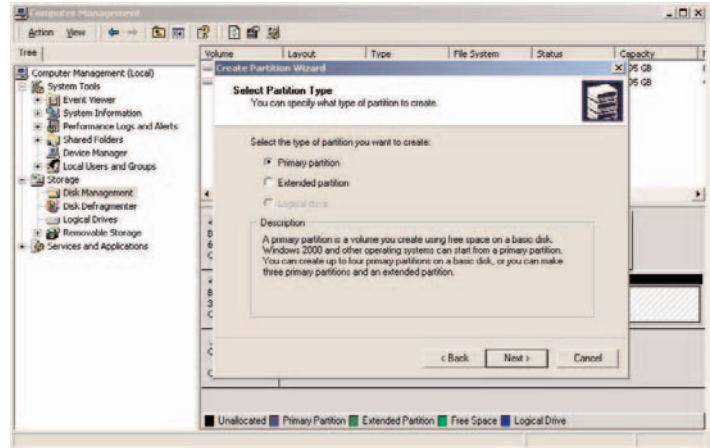 Computer Management
Action View
Tree
Volume Layout Type File System Status Capacity
Computer Management (Local)
System Tools
Event Viewer
System Information
Performance Logs and Alerts
Shared Folders
Device Manager
Local Users and Groups
Storage
Disk Management
Disk Defragmenter
Logical Drives
Removable Storage
Services and Applications
Create Partition Wizard
Select Partition Type
You can specify what type of partition to create.
Select the type of partition you want to create:
Primary partition
Extended partition
Logical drive
Description
A primary partition is a volume you create using free space on a basic disk.
Windows 2000 and other operating systems can start from a primary partition.
You can create up to four primary partitions on a basic disk, or you can make
three primary partitions and an extended partition.
< Back Next > Cancel
Unallocated Primary Partition Extended Partition Free Space Logical Drive